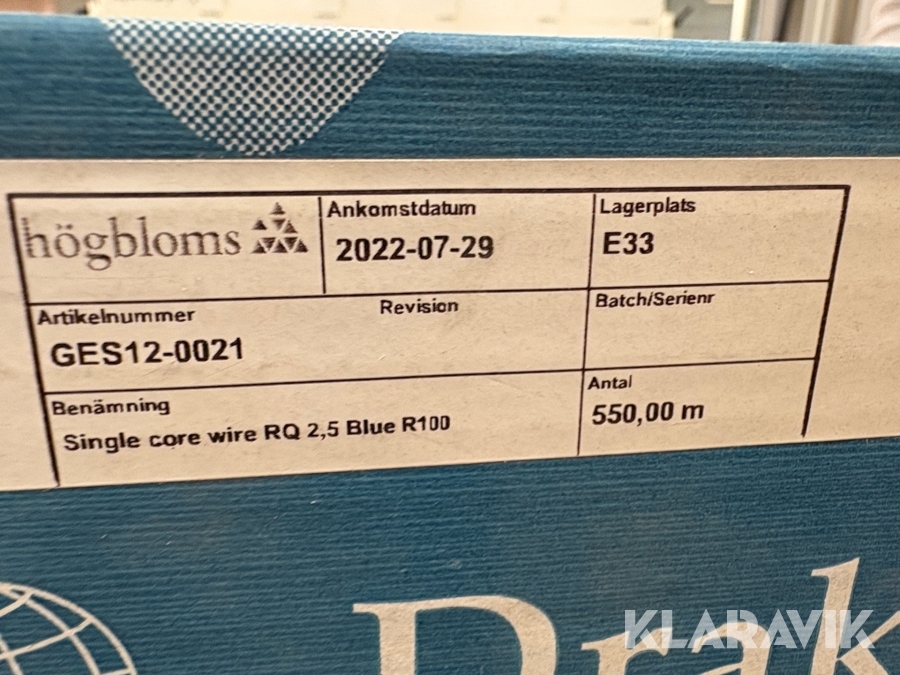 högbloms
Ankomstdatum
2022-07-29
Lagerplats
E33
Artikelnummer
GES12-0021
Revision
Batch/Serienr
Benämning
Single core wire RQ 2,5 Blue R100
Antal
550,00 m
Drak
KLARAVIK